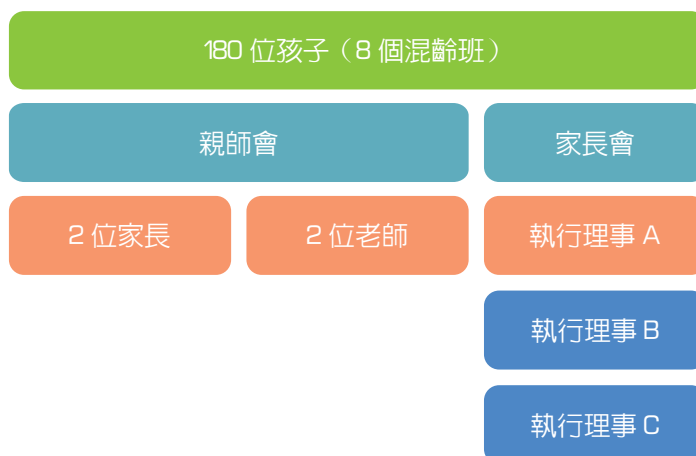 180 位孩子（8 個混齡班）
親師會
家長會
2 位家長
2 位老師
執行理事 A
執行理事 B
執行理事 C